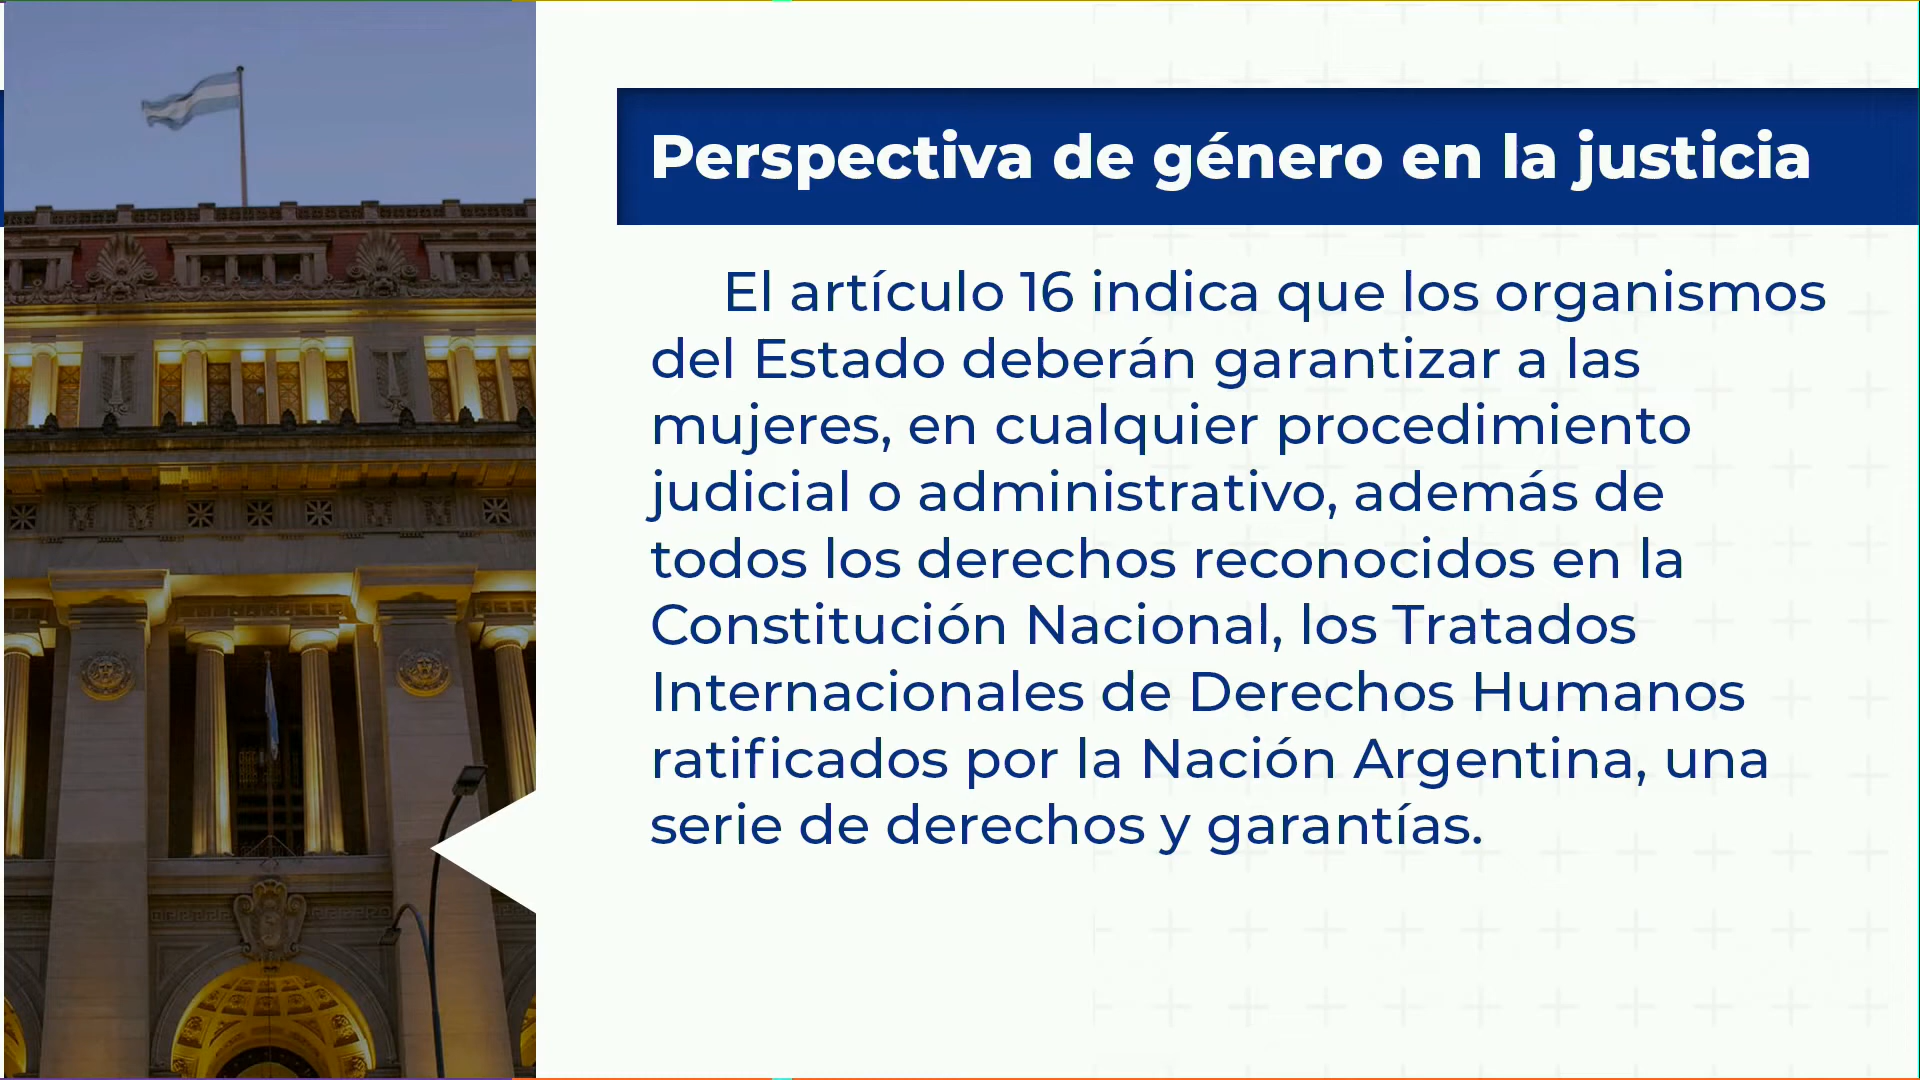 Perspectiva de género en la justicia
El artículo 16 indica que los organismos
del Estado deberán garantizar a las
mujeres, en cualquier procedimiento
judicial o administrativo, además de
todos los derechos reconocidos en la
Constitución Nacional, los Tratados
Internacionales de Derechos Humanos
ratificados por la Nación Argentina, una
serie de derechos y garantías.